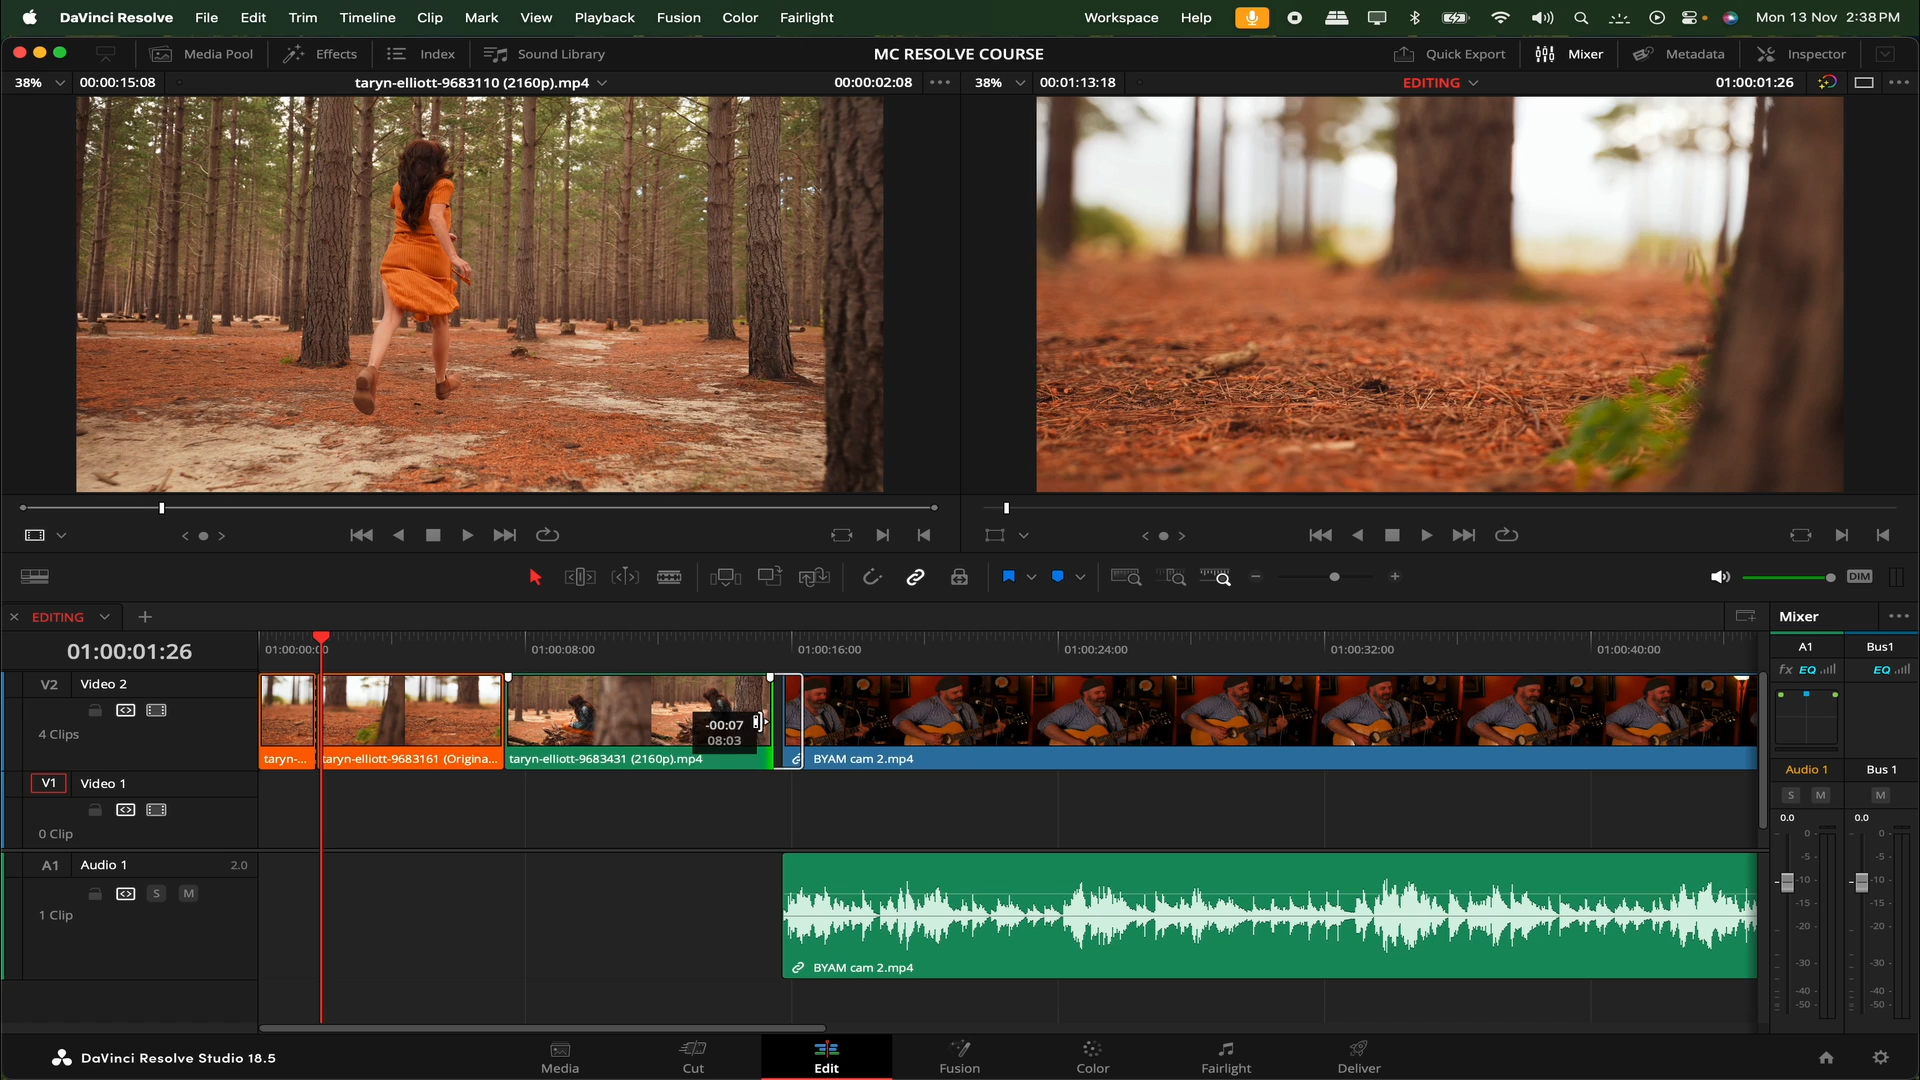 DaVinci Resolve File Edit Trim Timeline Clip Mark View Playback Fusion Color Fairlight Workspace Help Mon 13 Nov 2:38 PM
Media Pool Effects Index Sound Library MC RESOLVE COURSE Quick Export Mixer Metadata Inspector
38% 00:00:15:08 taryn-elliott-9683110 (2160p).mp4 00:00:02:08 38% 00:01:13:18 EDITING 01:00:01:26
DIM
EDITING Mixer
01:00:01:26 01:00:00:00 01:00:08:00 01:00:16:00 01:00:24:00 01:00:32:00 01:00:40:00 A1 Bus1
fx EQ EQ
V2 Video 2
-00:07
08:03
4 Clips
taryn-... taryn-elliott-9683161 (Origina... taryn-elliott-9683431 (2160p).mp4 BYAM cam 2.mp4
Audio 1 Bus 1
V1 Video 1
S M M
0.0 0.0
0 Clip
A1 Audio 1 2.0
S M
1 Clip
BYAM cam 2.mp4
0 0
-5 -5
-10 -10
-15 -15
-20 -20
-30 -30
-40 -40
-50 -50
DaVinci Resolve Studio 18.5 Media Cut Edit Fusion Color Fairlight Deliver